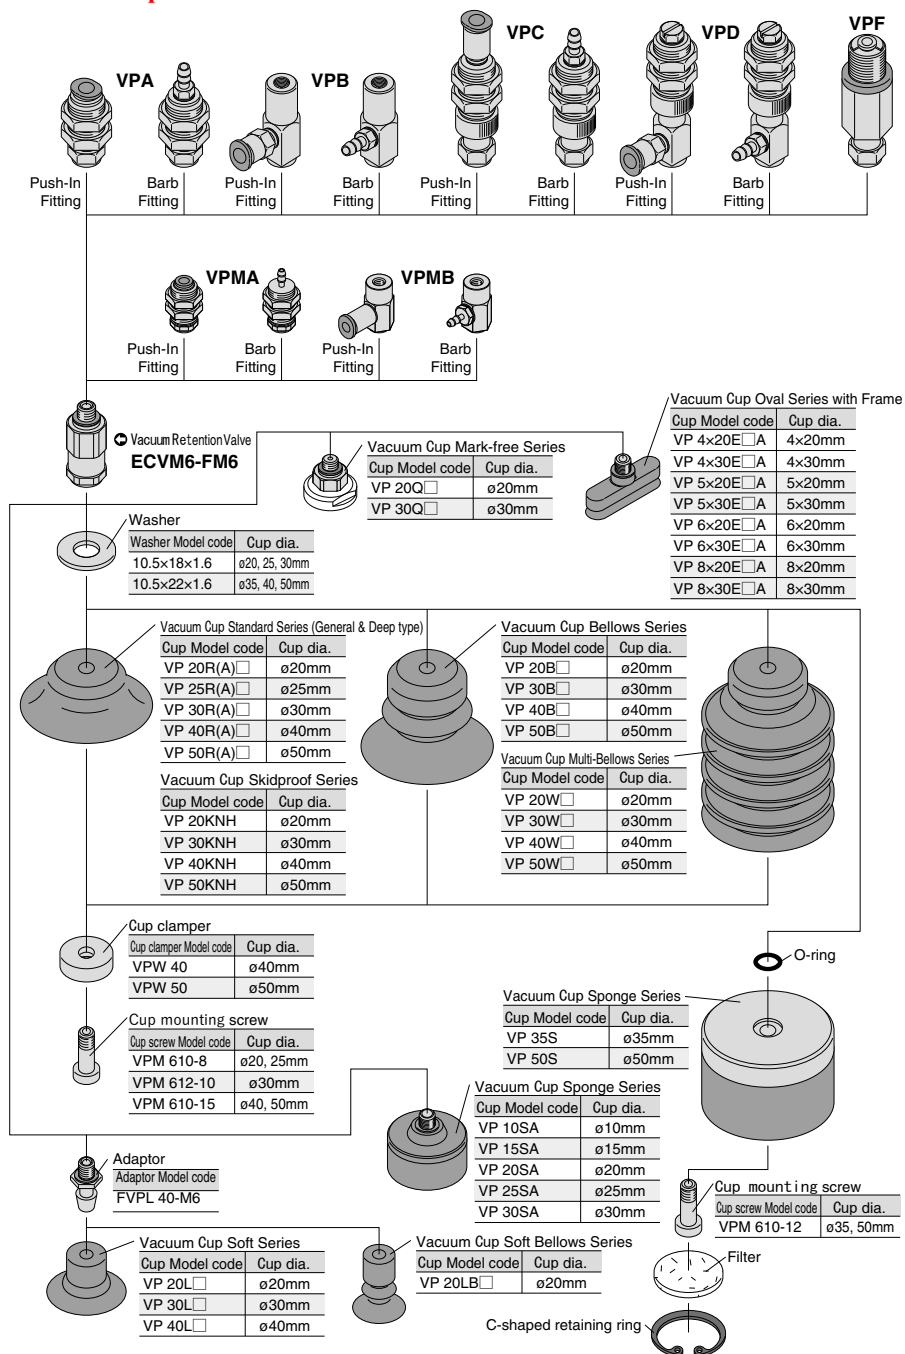 VPA
VPB
VPC
VPD
VPF
Push-In Fitting
Barb Fitting
Push-In Fitting
Barb Fitting
Push-In Fitting
Barb Fitting
Push-In Fitting
Barb Fitting
VPMA
VPMB
Push-In Fitting
Barb Fitting
Push-In Fitting
Barb Fitting
Vacuum Retention Valve
ECVM6-FM6
Vacuum Cup Mark-free Series
Cup Model code Cup dia.
VP 20Q□ ø20mm
VP 30Q□ ø30mm
Vacuum Cup Oval Series with Frame
Cup Model code Cup dia.
VP 4×20E□A 4×20mm
VP 4×30E□A 4×30mm
VP 5×20E□A 5×20mm
VP 5×30E□A 5×30mm
VP 6×20E□A 6×20mm
VP 6×30E□A 6×30mm
VP 8×20E□A 8×20mm
VP 8×30E□A 8×30mm
Washer
Washer Model code Cup dia.
10.5×18×1.6 ø20, 25, 30mm
10.5×22×1.6 ø35, 40, 50mm
Vacuum Cup Standard Series (General & Deep type)
Cup Model code Cup dia.
VP 20R(A)□ ø20mm
VP 25R(A)□ ø25mm
VP 30R(A)□ ø30mm
VP 40R(A)□ ø40mm
VP 50R(A)□ ø50mm
Vacuum Cup Skidproof Series
Cup Model code Cup dia.
VP 20KNH ø20mm
VP 30KNH ø30mm
VP 40KNH ø40mm
VP 50KNH ø50mm
Vacuum Cup Bellows Series
Cup Model code Cup dia.
VP 20B□ ø20mm
VP 30B□ ø30mm
VP 40B□ ø40mm
VP 50B□ ø50mm
Vacuum Cup Multi-Bellows Series
Cup Model code Cup dia.
VP 20W□ ø20mm
VP 30W□ ø30mm
VP 40W□ ø40mm
VP 50W□ ø50mm
Cup clamper
Cup clamper Model code Cup dia.
VPW 40 ø40mm
VPW 50 ø50mm
Cup mounting screw
Cup screw Model code Cup dia.
VPM 610-8 ø20, 25mm
VPM 612-10 ø30mm
VPM 610-15 ø40, 50mm
O-ring
Vacuum Cup Sponge Series
Cup Model code Cup dia.
VP 35S ø35mm
VP 50S ø50mm
Vacuum Cup Sponge Series
Cup Model code Cup dia.
VP 10SA ø10mm
VP 15SA ø15mm
VP 20SA ø20mm
VP 25SA ø25mm
VP 30SA ø30mm
Adaptor
Adaptor Model code
FVPL 40-M6
Cup mounting screw
Cup screw Model code Cup dia.
VPM 610-12 ø35, 50mm
Filter
C-shaped retaining ring
Vacuum Cup Soft Series
Cup Model code Cup dia.
VP 20L□ ø20mm
VP 30L□ ø30mm
VP 40L□ ø40mm
Vacuum Cup Soft Bellows Series
Cup Model code Cup dia.
VP 20LB□ ø20mm